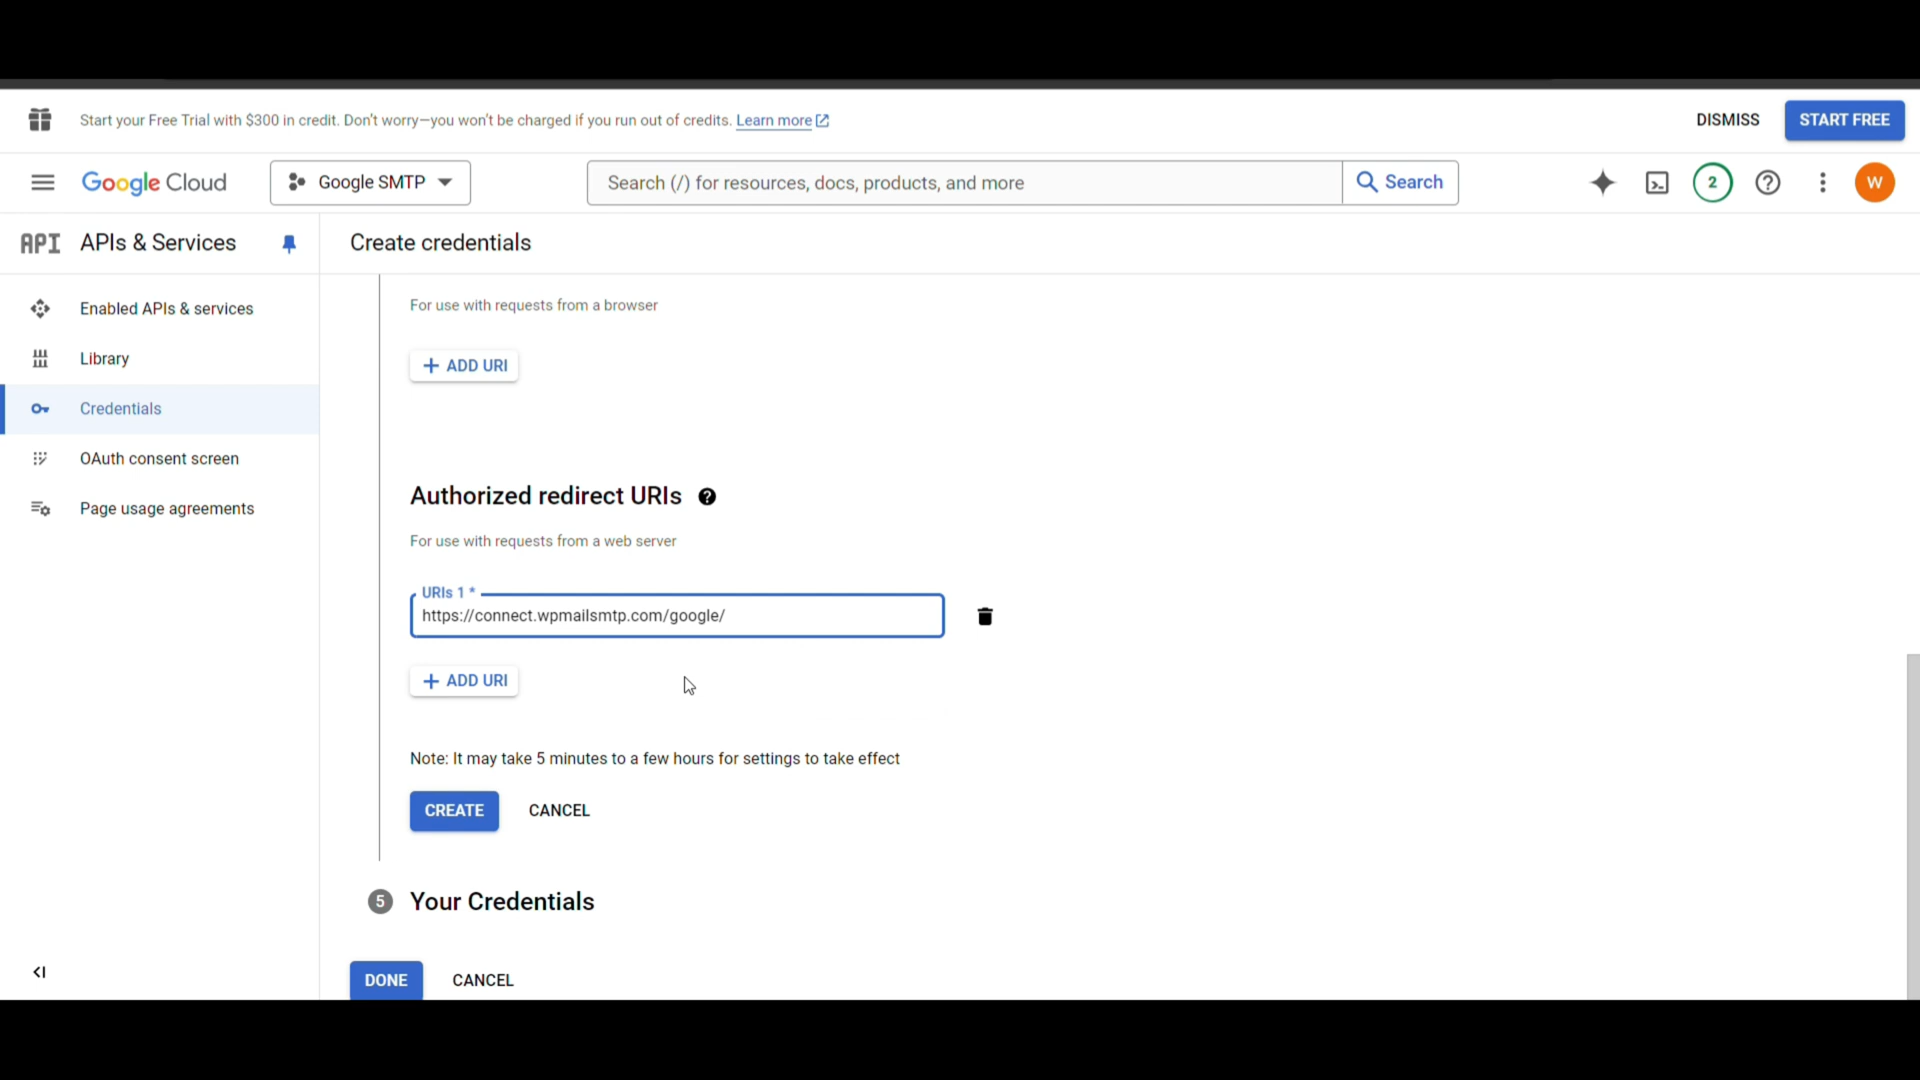 Start your Free Trial with $300 in credit. Don't worry—you won't be charged if you run out of credits. Learn more
DISMISS
START FREE
Google Cloud
Google SMTP
Search (/) for resources, docs, products, and more
Search
2
W
API
APIs & Services
Create credentials
Enabled APIs & services
Library
Credentials
OAuth consent screen
Page usage agreements
For use with requests from a browser
+ ADD URI
Authorized redirect URIs
For use with requests from a web server
URIs 1 *
https://connect.wpmailsmtp.com/google/
+ ADD URI
Note: It may take 5 minutes to a few hours for settings to take effect
CREATE
CANCEL
5 Your Credentials
DONE
CANCEL